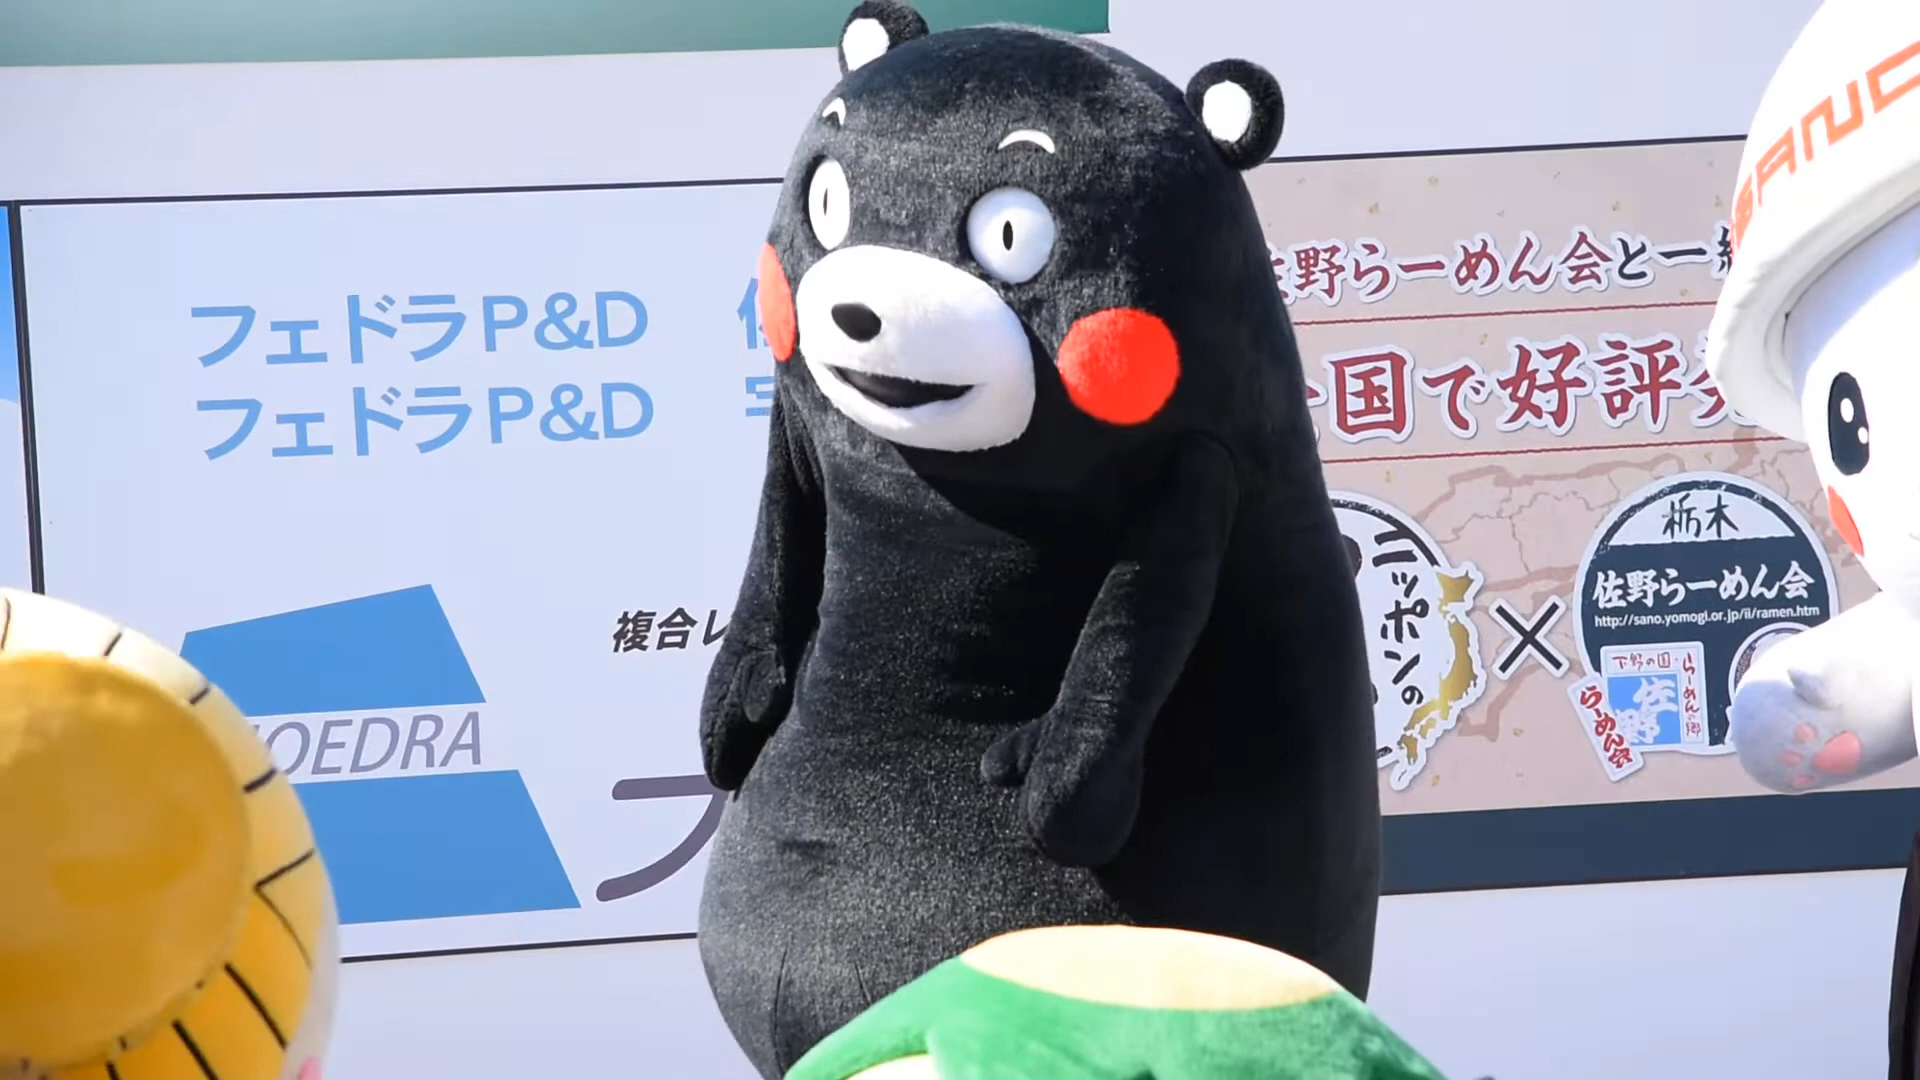 フェドラP&D
フェドラP&D
OEDRA
複合レ
フ
SANO
野らーめん会と一緒
国で好評
ニッポンの
×
栃木
佐野らーめん会
http://sano.yomogi.or.jp/ii/ramen.htm
下野の国・らーめんの郷
佐野
らーめん会